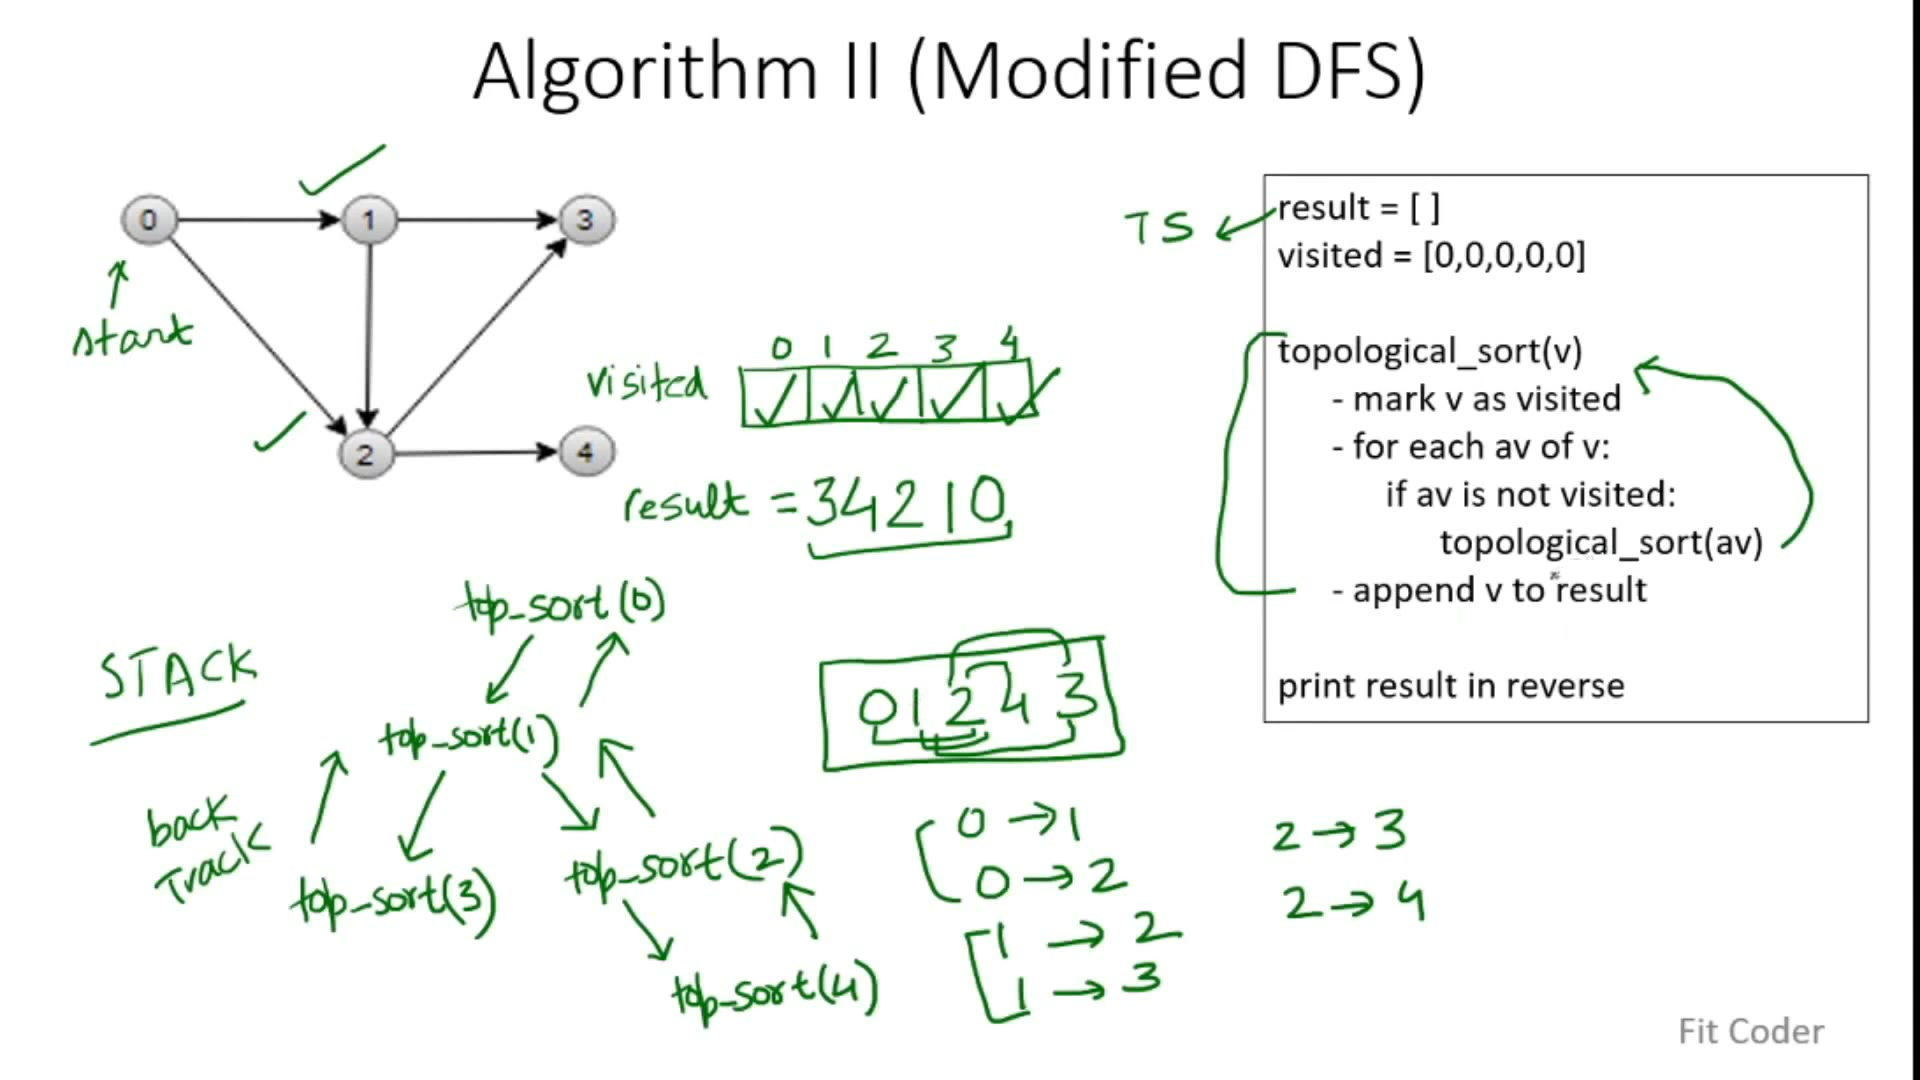 Algorithm II (Modified DFS)
0
1
3
start
2
4
visited
0 1 2 3 4
result = 34210
TS
result = [ ]
visited = [0,0,0,0,0]
topological_sort(v)
- mark v as visited
- for each av of v:
if av is not visited:
topological_sort(av)
- append v to result
print result in reverse
STACK
back
Track
top_sort(0)
top_sort(1)
top_sort(3)
top_sort(2)
top_sort(4)
01243
0 → 1
0 → 2
1 → 2
1 → 3
2 → 3
2 → 4
Fit Coder